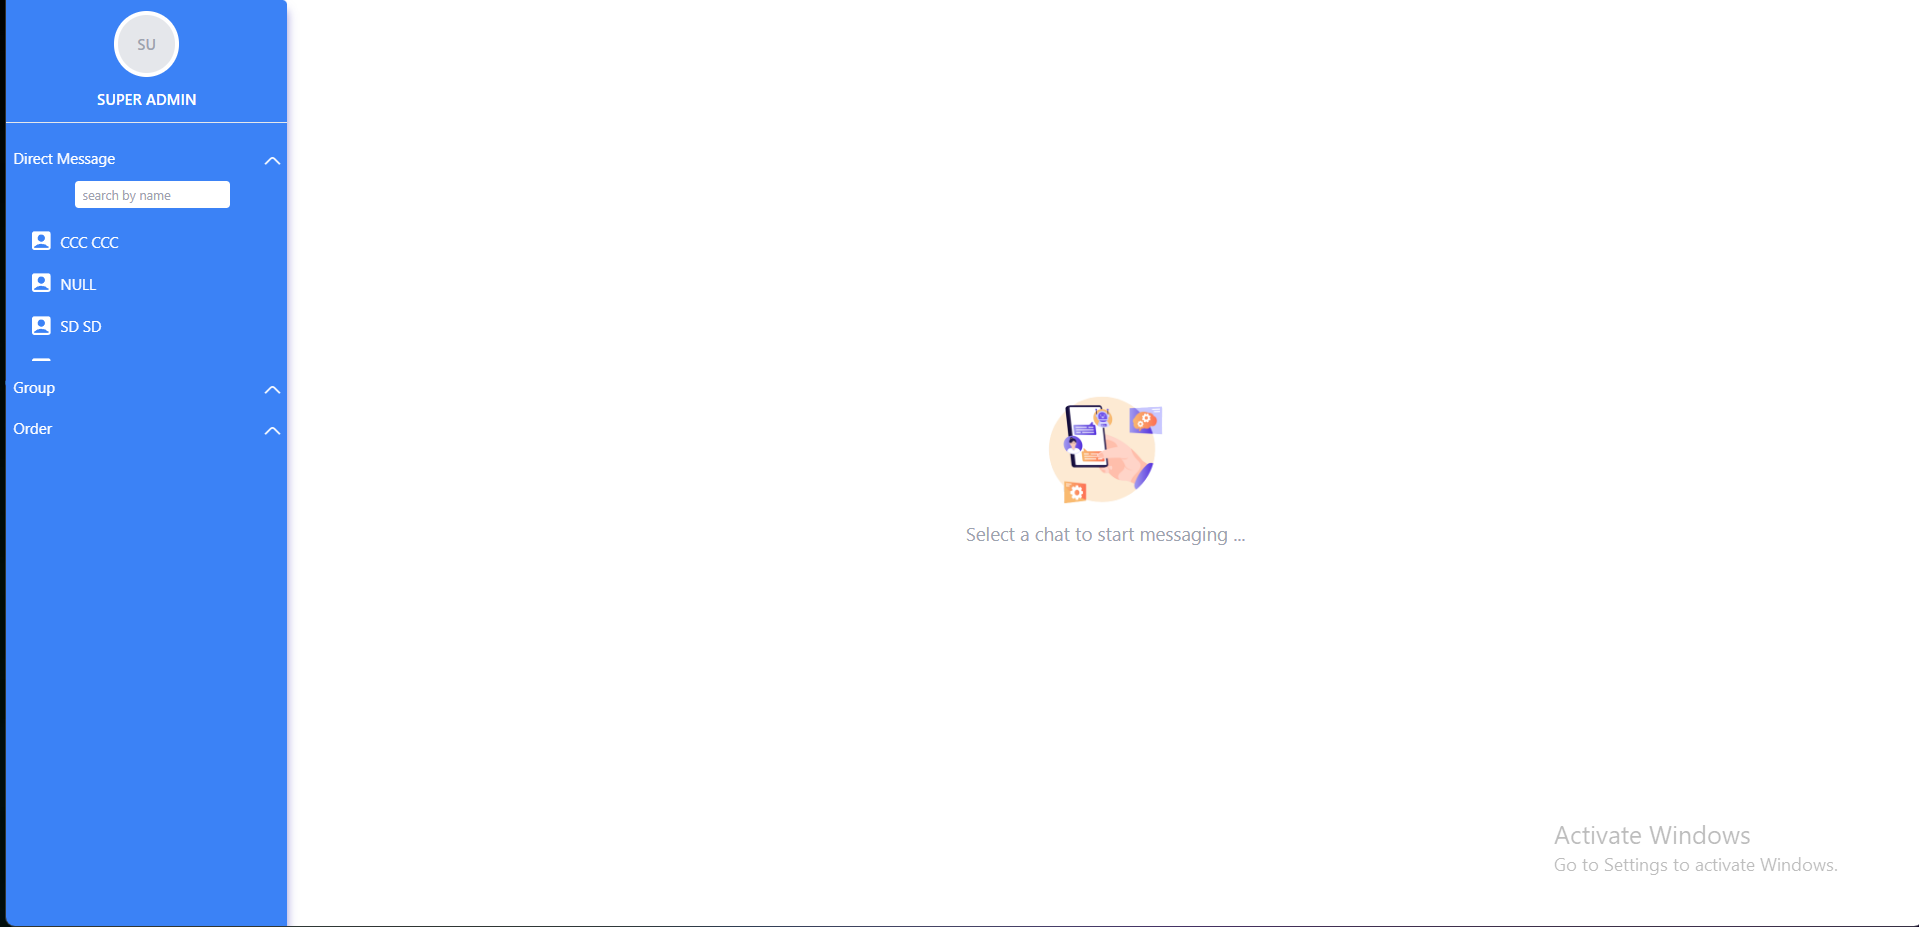 SU
SUPER ADMIN
Direct Message
search by name
CCC CCC
NULL
SD SD
Group
Order
Select a chat to start messaging ...
Activate Windows
Go to Settings to activate Windows.